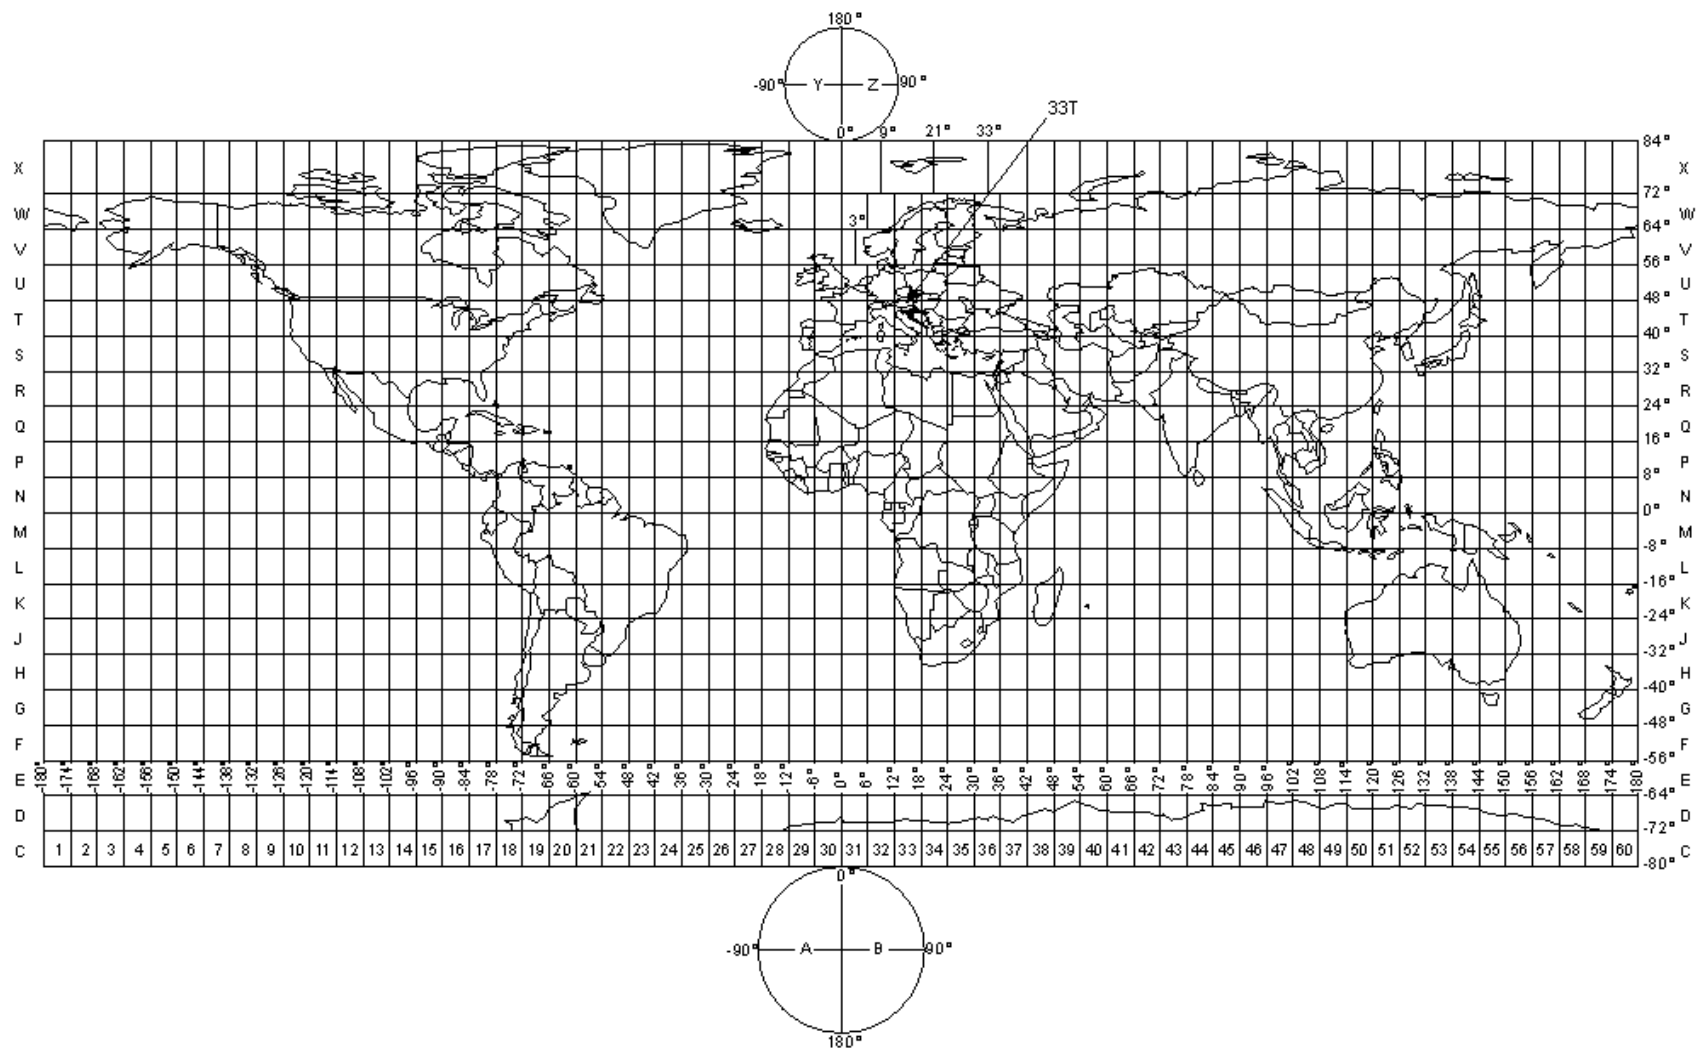 180°
-90° Y Z 90°
33T
0° 9° 21° 33°
84°
X X
72°
W W
3°
64°
V V
56°
U U
48°
T T
40°
S S
32°
R R
24°
Q Q
16°
P P
8°
N N
0°
M M
-8°
L L
-16°
K K
-24°
J J
-32°
H H
-40°
G G
-48°
F F
-56°
E -180° -174° -168° -162° -156° -150° -144° -138° -132° -126° -120° -114° -108° -102° -96° -90° -84° -78° -72° -66° -60° -54° -48° -42° -36° -30° -24° -18° -12° -6° 0° 6° 12° 18° 24° 30° 36° 42° 48° 54° 60° 66° 72° 78° 84° 90° 96° 102° 108° 114° 120° 126° 132° 138° 144° 150° 156° 162° 168° 174° 180° E
-64°
D D
-72°
C 1 2 3 4 5 6 7 8 9 10 11 12 13 14 15 16 17 18 19 20 21 22 23 24 25 26 27 28 29 30 31 32 33 34 35 36 37 38 39 40 41 42 43 44 45 46 47 48 49 50 51 52 53 54 55 56 57 58 59 60 C
-80°
0°
-90° A B 90°
180°